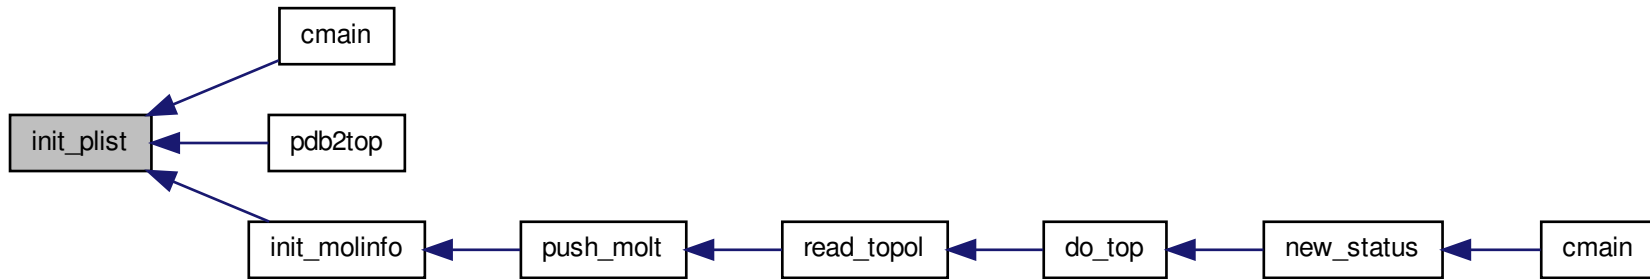 cmain
init_plist
pdb2top
init_molinfo
push_molt
read_topol
do_top
new_status
cmain